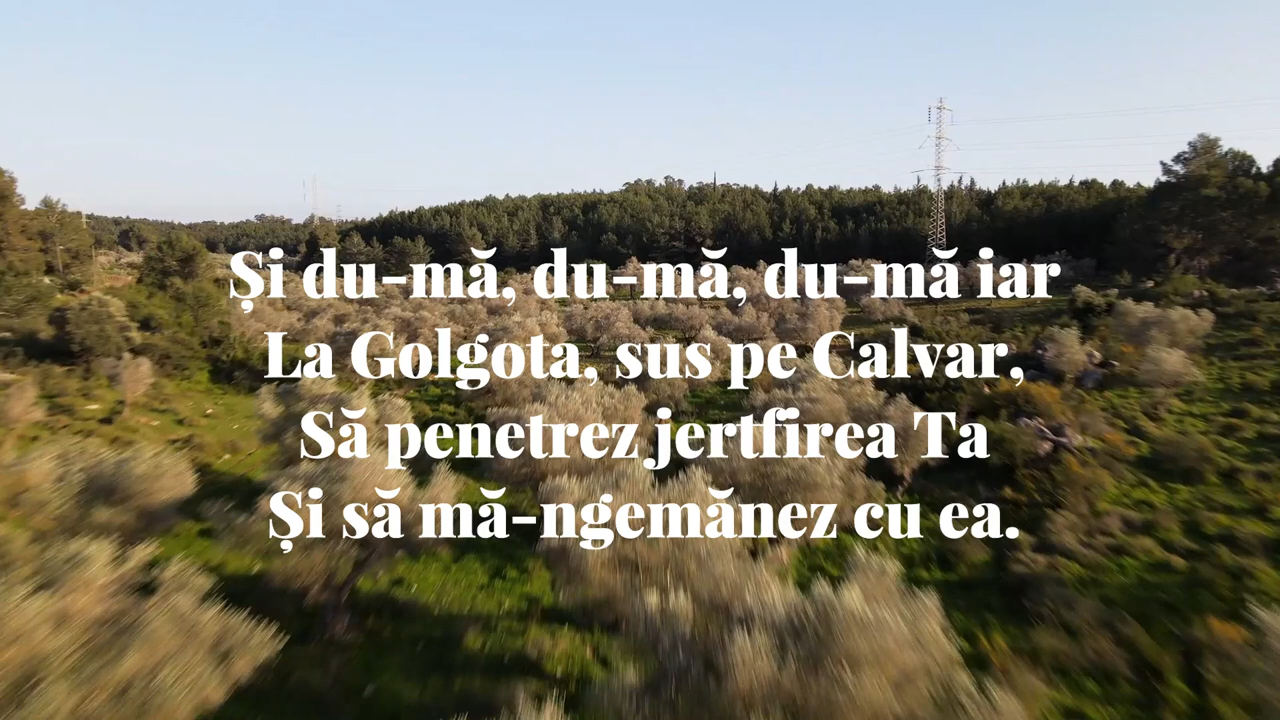 Și du-mă, du-mă, du-mă iar
La Golgota, sus pe Calvar,
Să penetrez jertfirea Ta
Și să mă-ngemănez cu ea.